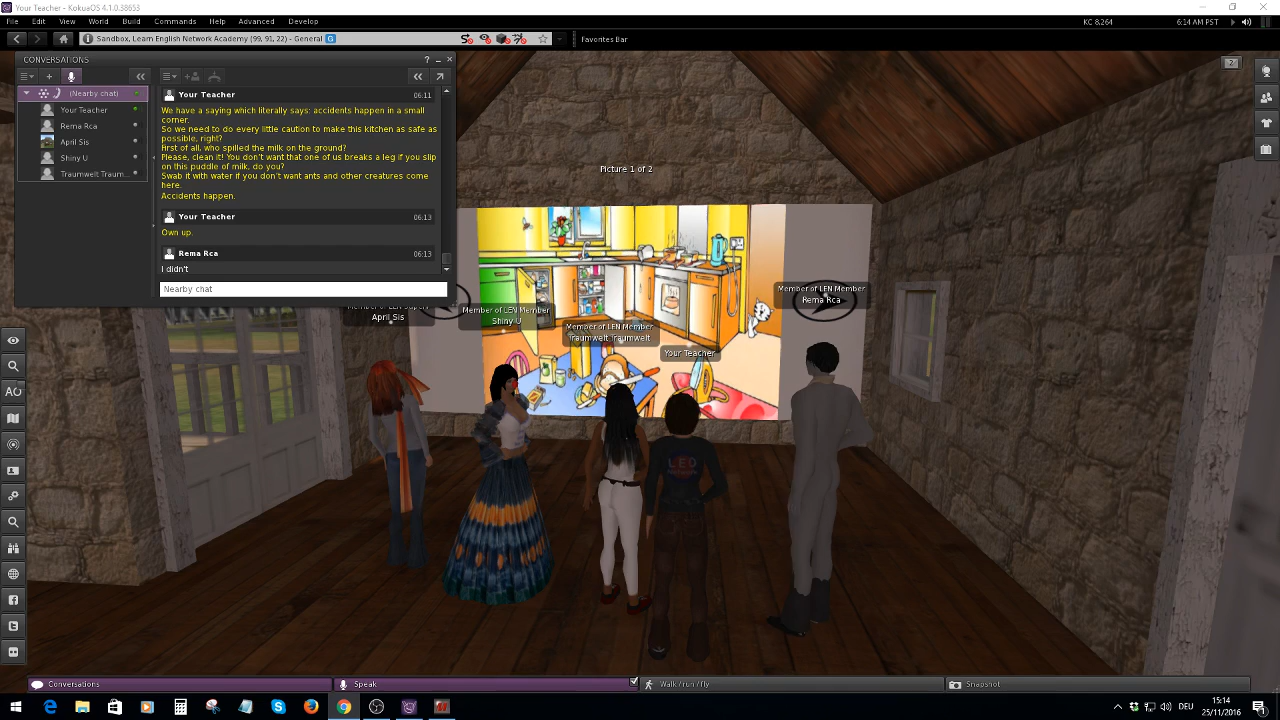 Your Teacher - KokuaOS 4.1.0.38653
File Edit View World Build Commands Help Advanced Develop
KC 8,264 6:14 AM PST
Sandbox, Learn English Network Academy (99, 91, 22) - General G
Favorites Bar
CONVERSATIONS
(Nearby chat)
Your Teacher
Rema Rca
April Sis
Shiny U
Traumwelt Traum...
Your Teacher 06:11
We have a saying which literally says: accidents happen in a small
corner.
So we need to do every little caution to make this kitchen as safe as
possible, right?
First of all, who spilled the milk on the ground?
Please, clean it! You don't want that one of us breaks a leg if you slip
on this puddle of milk, do you?
Swab it with water if you don't want ants and other creatures come
here.
Accidents happen.
Your Teacher 06:13
Own up.
Rema Rca 06:13
I didn't
Nearby chat
Picture 1 of 2
April Sis
Member of LEN Member
Shiny U
Member of LEN Member
Traumwelt Traumwelt
Your Teacher
Member of LEN Member
Rema Rca
LED
Conversations
Speak
Walk / run / fly
Snapshot
DEU
15:14
25/11/2016